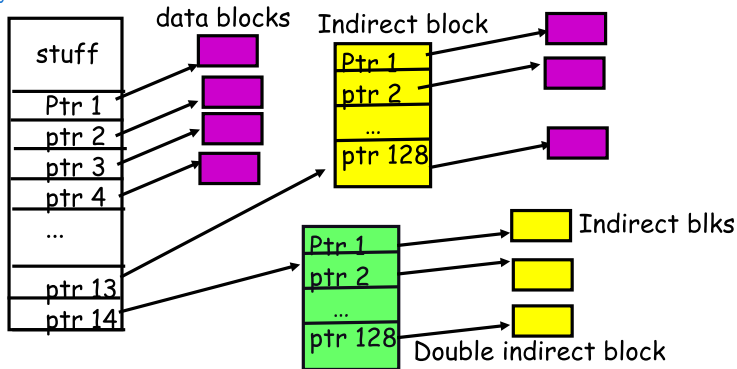 data blocks
stuff
Ptr 1
ptr 2
ptr 3
ptr 4
...
ptr 13
ptr 14
Indirect block
Ptr 1
ptr 2
...
ptr 128
Ptr 1
ptr 2
...
ptr 128
Indirect blks
Double indirect block